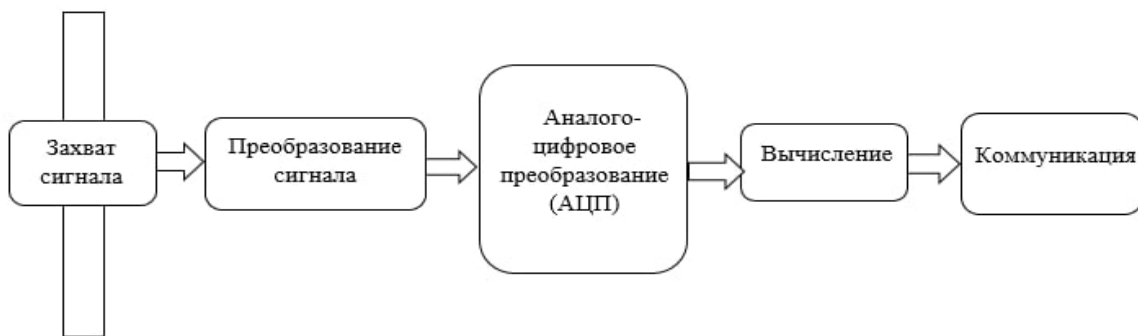 Захват
сигнала
Преобразование
сигнала
Аналого-
цифровое
преобразование
(АЦП)
Вычисление
Коммуникация